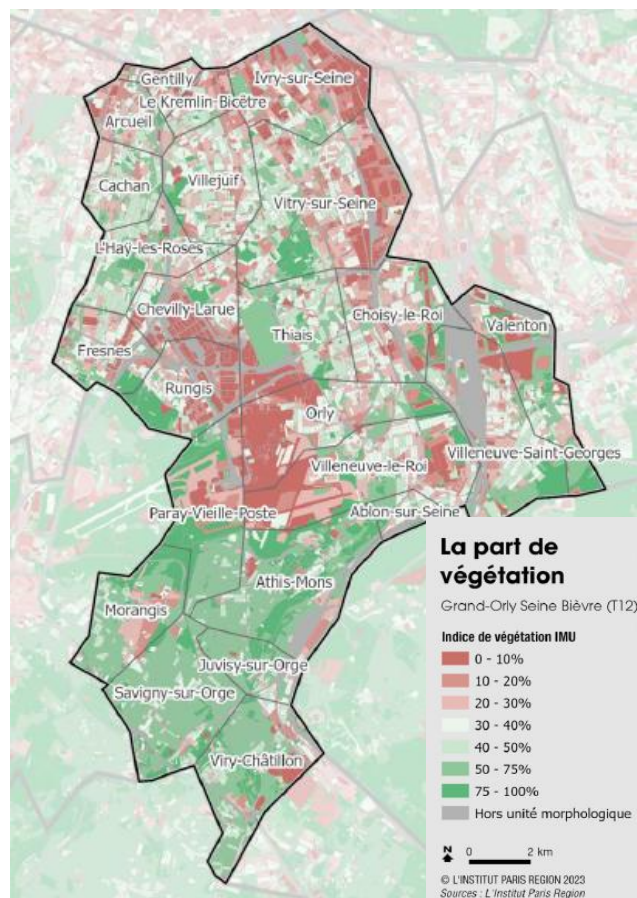 Gentilly
Ivry-sur-Seine
Le Kremlin-Bicêtre
Arcueil
Cachan
Villejuif
Vitry-sur-Seine
L'Haÿ-les-Roses
Chevilly-Larue
Choisy-le-Roi
Valenton
Thiais
Fresnes
Rungis
Orly
Villeneuve-le-Roi
Villeneuve-Saint-Georges
Paray-Vieille-Poste
Ablon-sur-Seine
Athis-Mons
Morangis
Juvisy-sur-Orge
Savigny-sur-Orge
Viry-Châtillon
La part de
végétation
Grand-Orly Seine Bièvre (T12)
Indice de végétation IMU
0 - 10%
10 - 20%
20 - 30%
30 - 40%
40 - 50%
50 - 75%
75 - 100%
Hors unité morphologique
N 0 2 km
© L'INSTITUT PARIS REGION 2023
Sources : L'Institut Paris Region